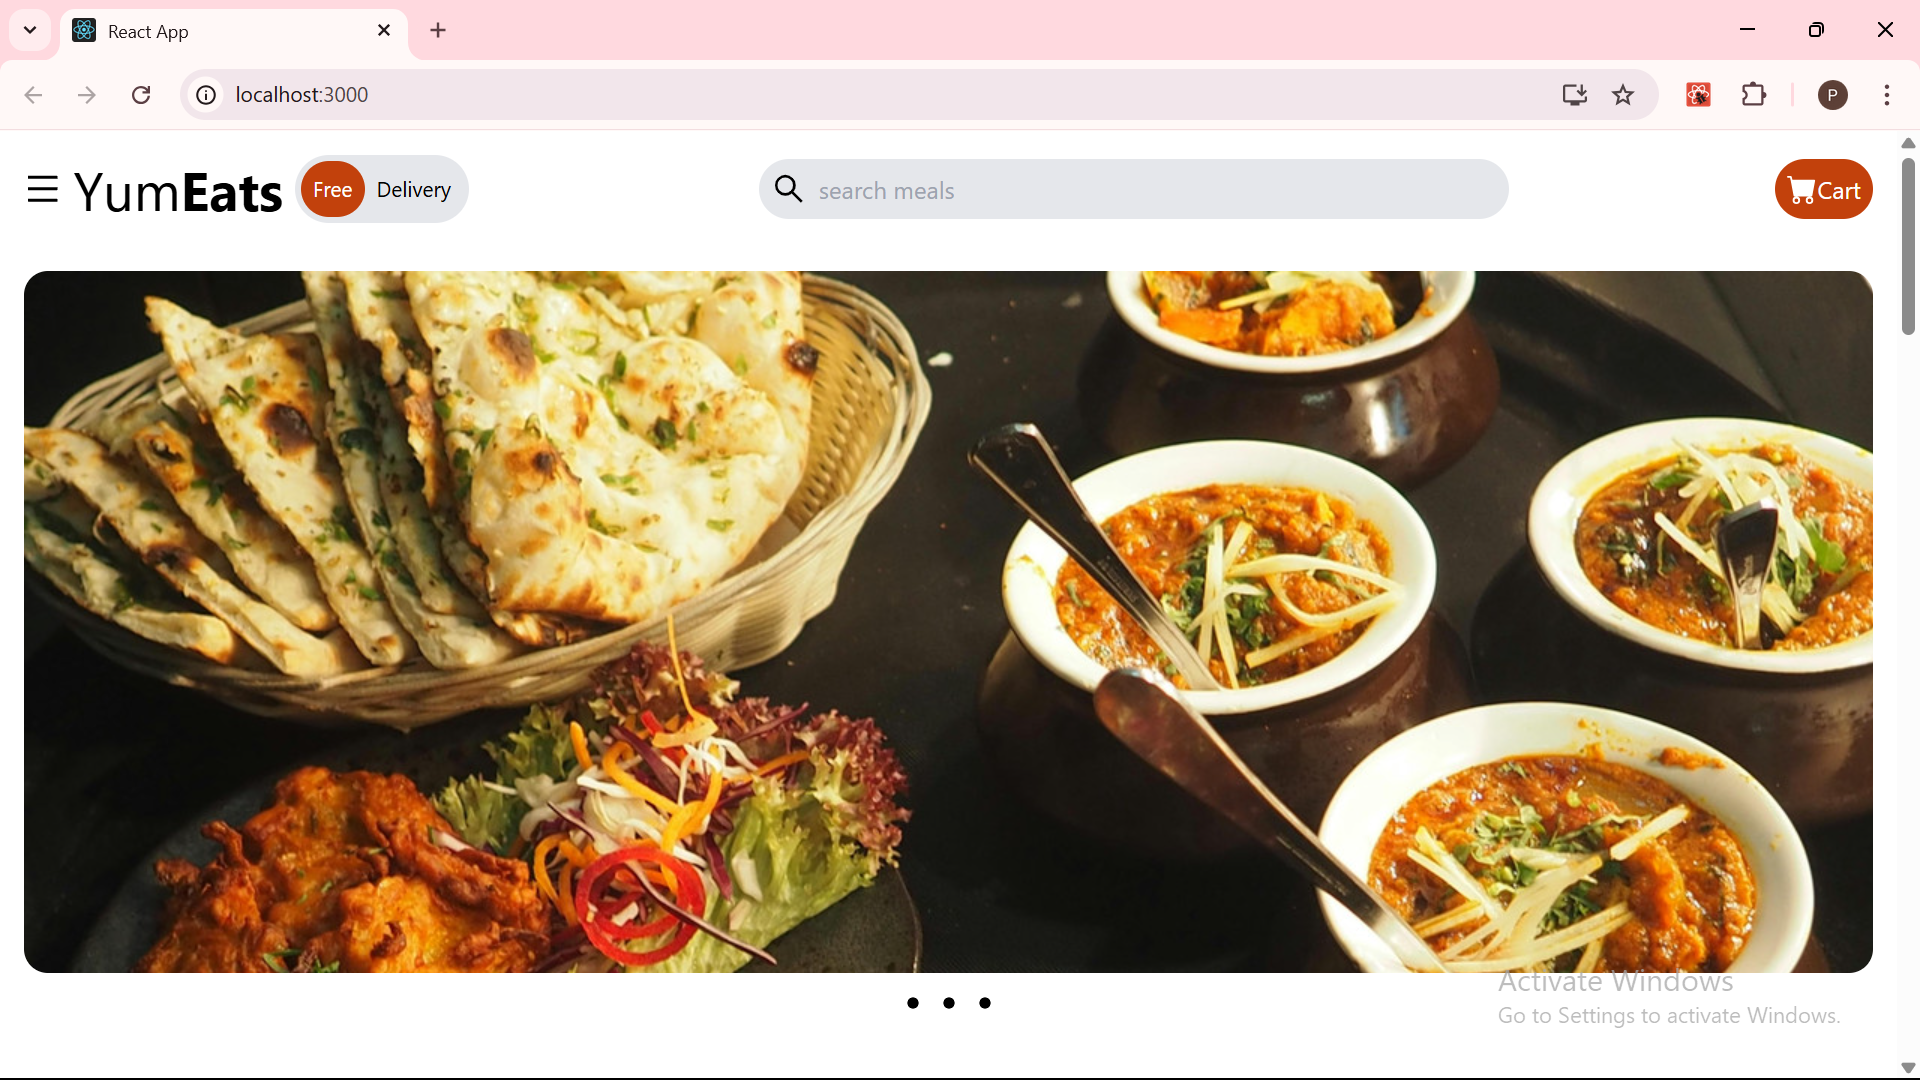 React App
localhost:3000
P
YumEats
Free Delivery
search meals
Cart
Activate Windows
Go to Settings to activate Windows.